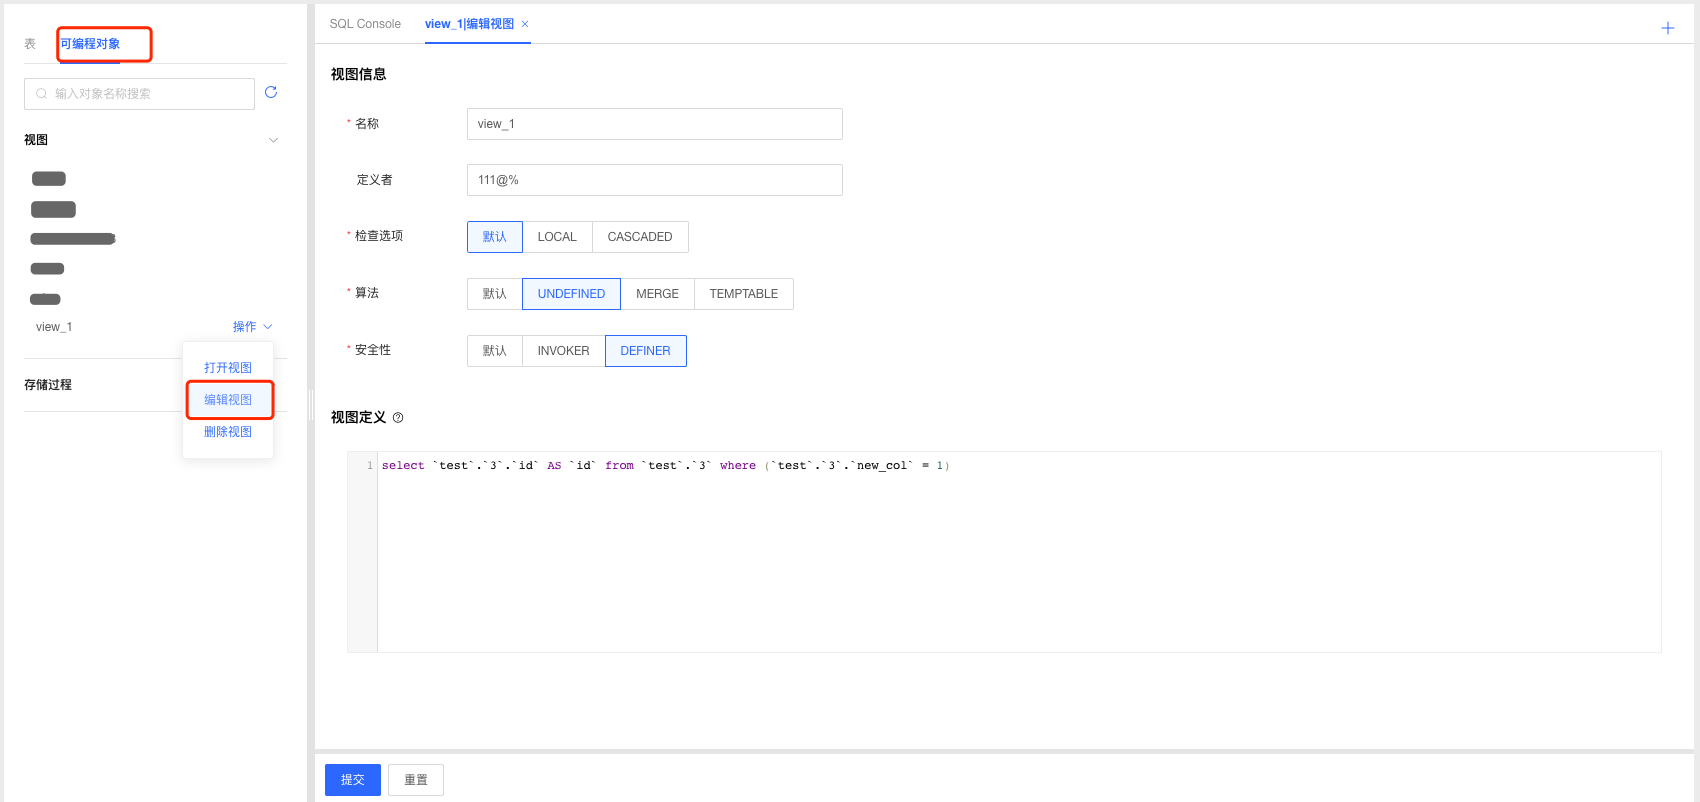 表
可编程对象
输入对象名称搜索
视图
view_1
操作
打开视图
编辑视图
删除视图
存储过程
SQL Console
view_1|编辑视图 ×
视图信息
* 名称
view_1
定义者
111@%
* 检查选项
默认
LOCAL
CASCADED
* 算法
默认
UNDEFINED
MERGE
TEMPTABLE
* 安全性
默认
INVOKER
DEFINER
视图定义
1
select `test`.`3`.`id` AS `id` from `test`.`3` where (`test`.`3`.`new_col` = 1)
提交
重置